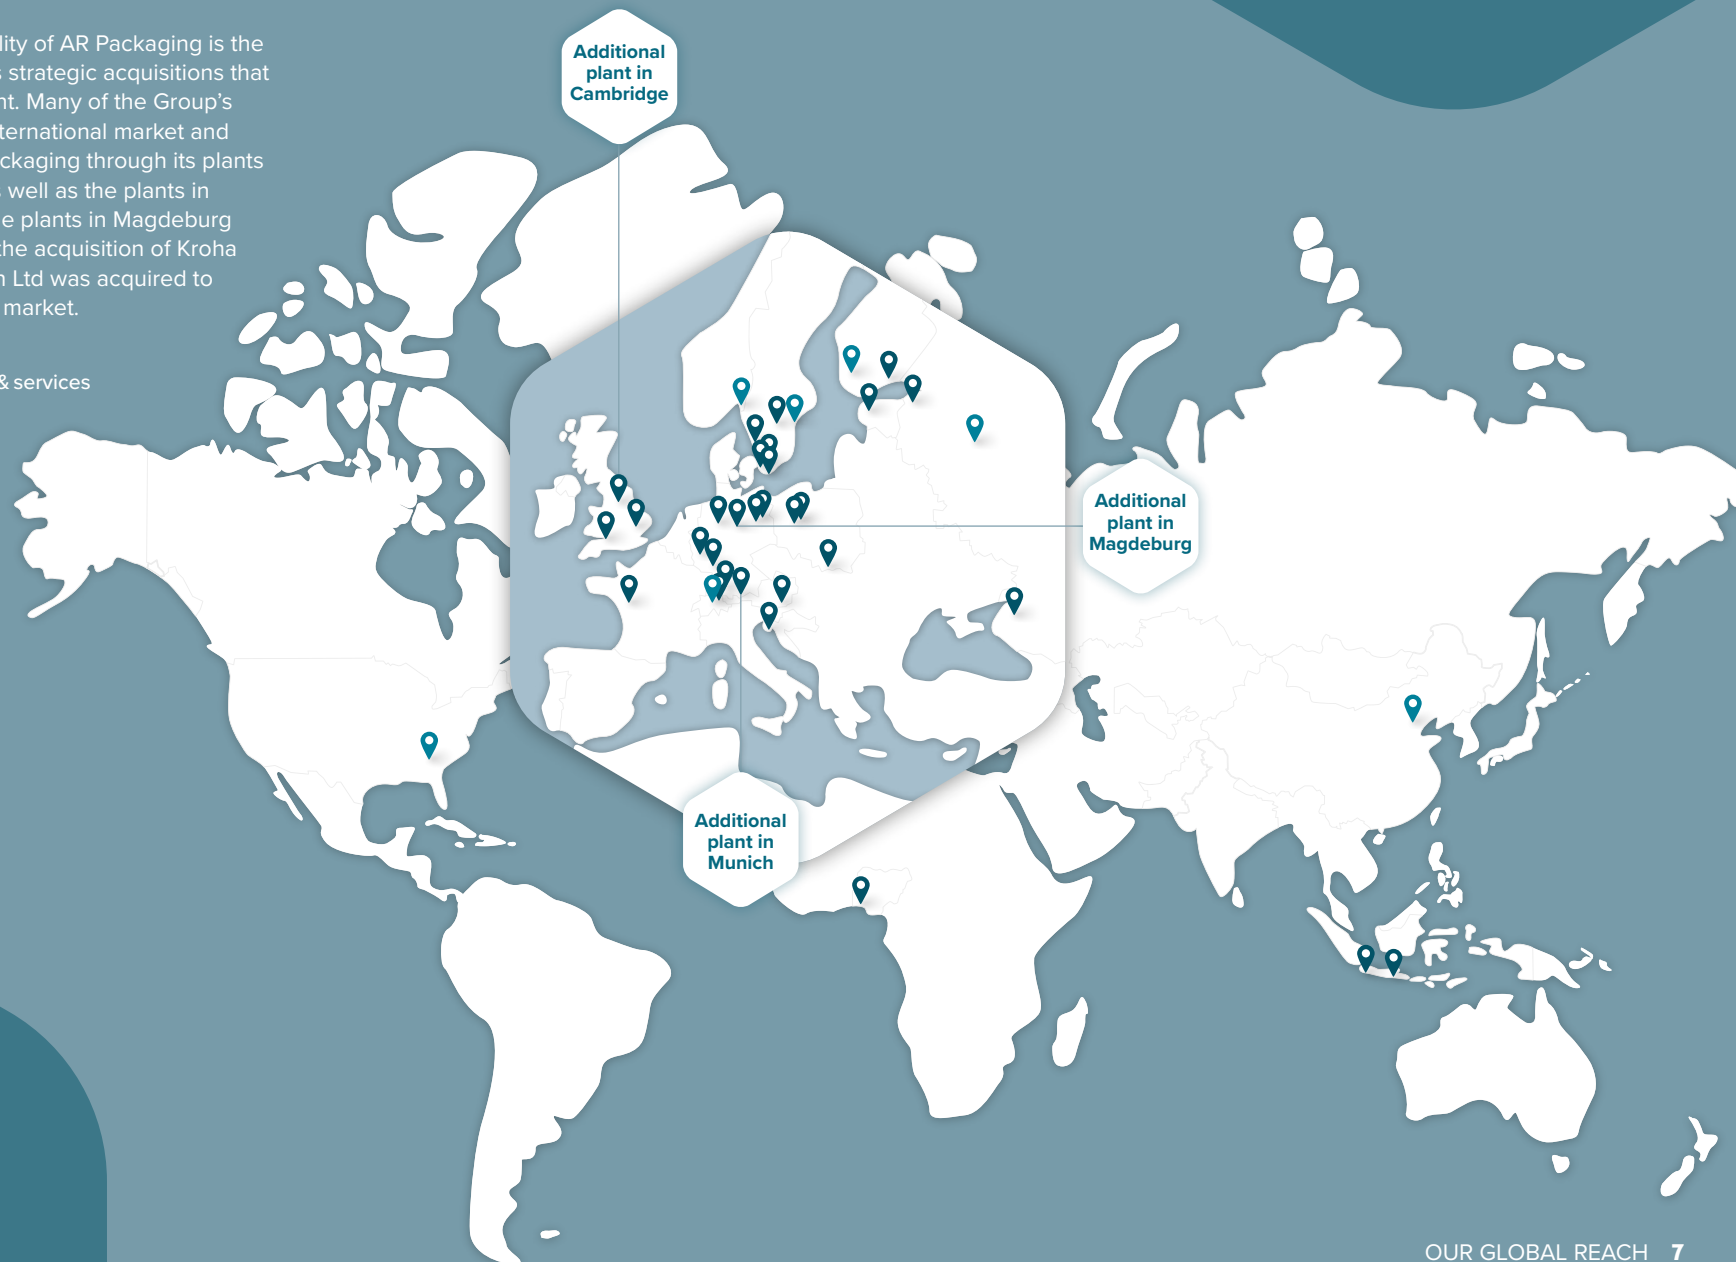 lity of AR Packaging is the
s strategic acquisitions that
nt. Many of the Group's
ternational market and
ckaging through its plants
s well as the plants in
e plants in Magdeburg
the acquisition of Kroha
n Ltd was acquired to
market.
& services
Additional
plant in
Cambridge
Additional
plant in
Magdeburg
Additional
plant in
Munich
OUR GLOBAL REACH 7